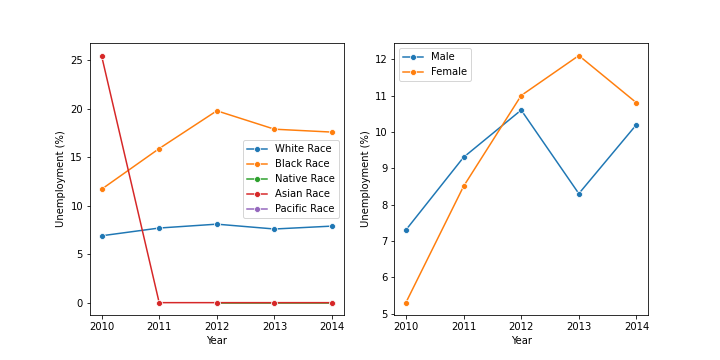 25
20
15
10
5
0
Unemployment (%)
White Race
Black Race
Native Race
Asian Race
Pacific Race
2010 2011 2012 2013 2014
Year
12
11
10
9
8
7
6
5
Unemployment (%)
Male
Female
2010 2011 2012 2013 2014
Year